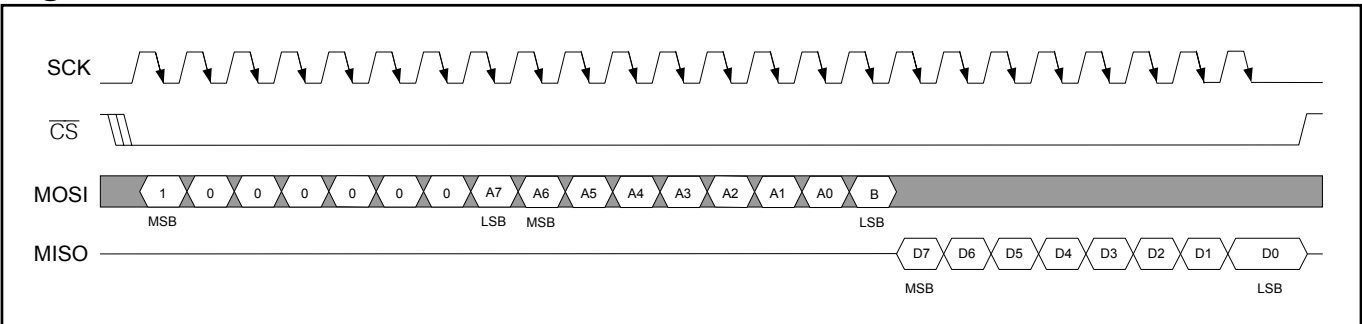 SCK
CS
MOSI 1 0 0 0 0 0 0 A7 A6 A5 A4 A3 A2 A1 A0 B
MSB LSB MSB LSB
MISO D7 D6 D5 D4 D3 D2 D1 D0
MSB LSB